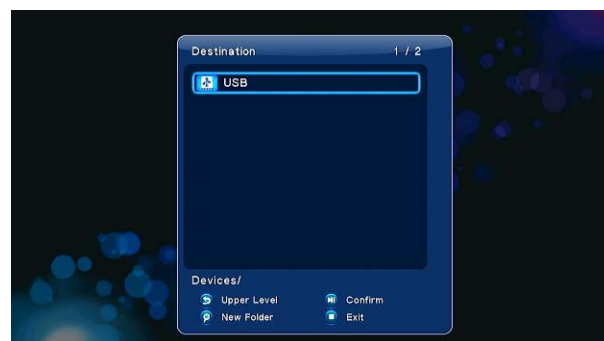 Destination 1 / 2
USB
Devices/
Upper Level Confirm
New Folder Exit